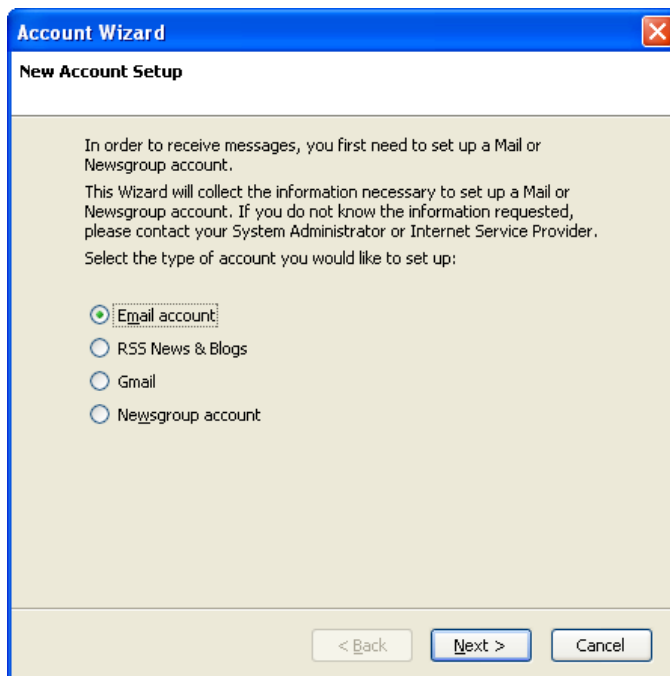 Account Wizard
New Account Setup
In order to receive messages, you first need to set up a Mail or
Newsgroup account.
This Wizard will collect the information necessary to set up a Mail or
Newsgroup account. If you do not know the information requested,
please contact your System Administrator or Internet Service Provider.
Select the type of account you would like to set up:
Email account
RSS News & Blogs
Gmail
Newsgroup account
< Back
Next >
Cancel